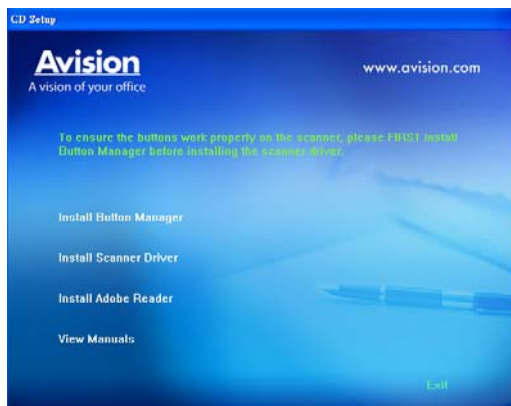 CD Setup
Avision
www.avision.com
A vision of your office
To ensure the buttons work properly on the scanner, please FIRST install
Button Manager before installing the scanner driver.
Install Button Manager
Install Scanner Driver
Install Adobe Reader
View Manuals
Exit